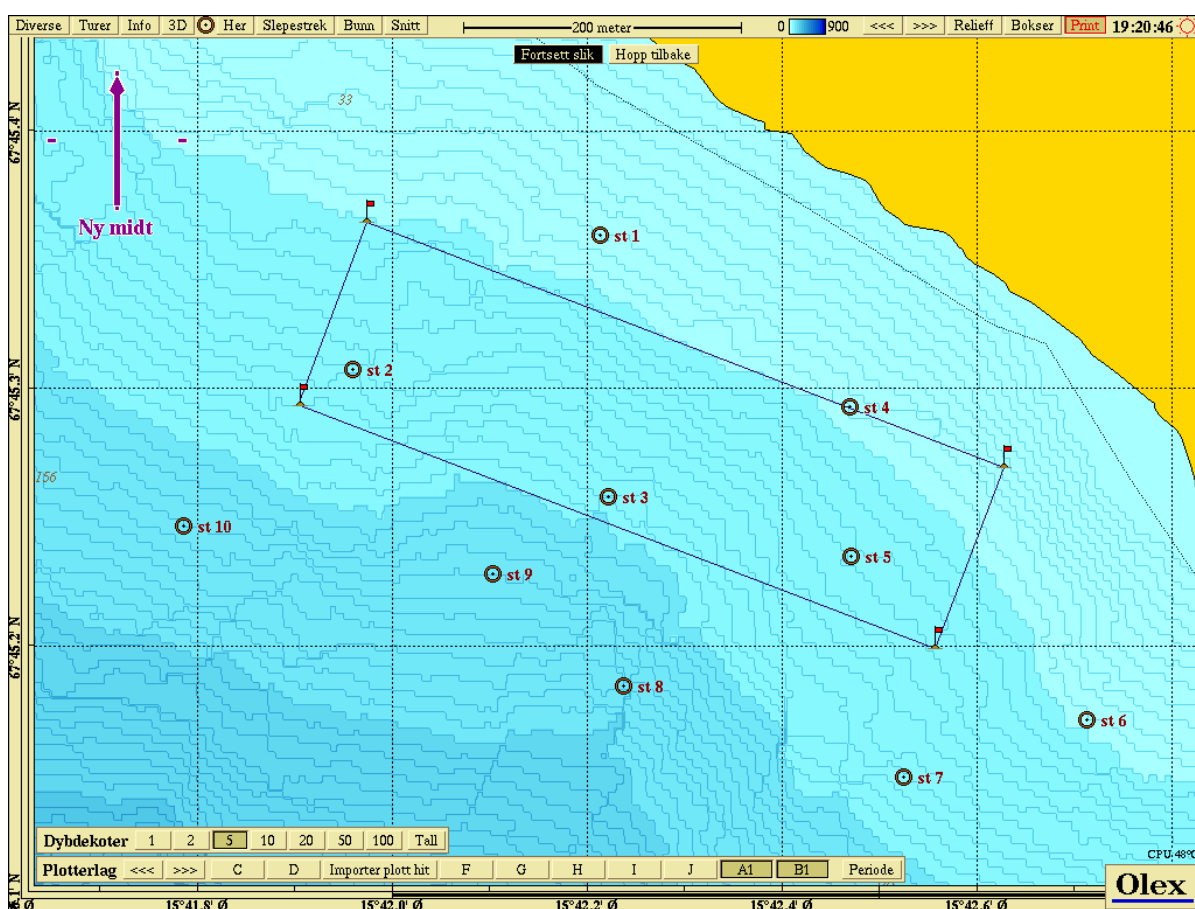 Diverse Turer Info 3D Her Slepestrek Bunn Snitt 200 meter 0 900 <<< >>> Relieff Bokser Print 19:20:46
Fortsett slik Hopp tilbake
33
67°45.4' N
Ny midt
st 1
st 2
67°45.3' N
st 4
156
st 3
st 10
st 5
st 9
67°45.2' N
st 8
st 6
st 7
Dybdekoter 1 2 5 10 20 50 100 Tall
CPU 48°C
Plotterlag <<< >>> C D Importer plott hit F G H I J A1 B1 Periode
Olex
15°41.8' Ø 15°42.0' Ø 15°42.2' Ø 15°42.4' Ø 15°42.6' Ø